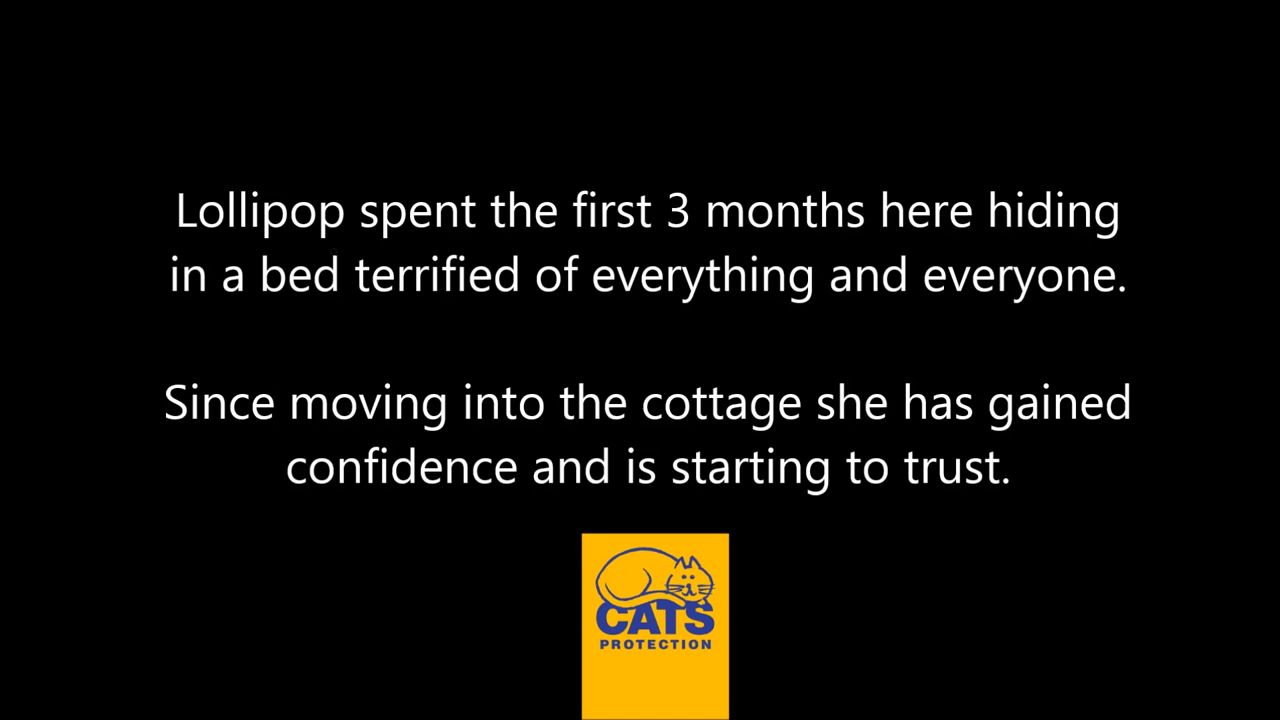 Lollipop spent the first 3 months here hiding
in a bed terrified of everything and everyone.
Since moving into the cottage she has gained
confidence and is starting to trust.
CATS
PROTECTION